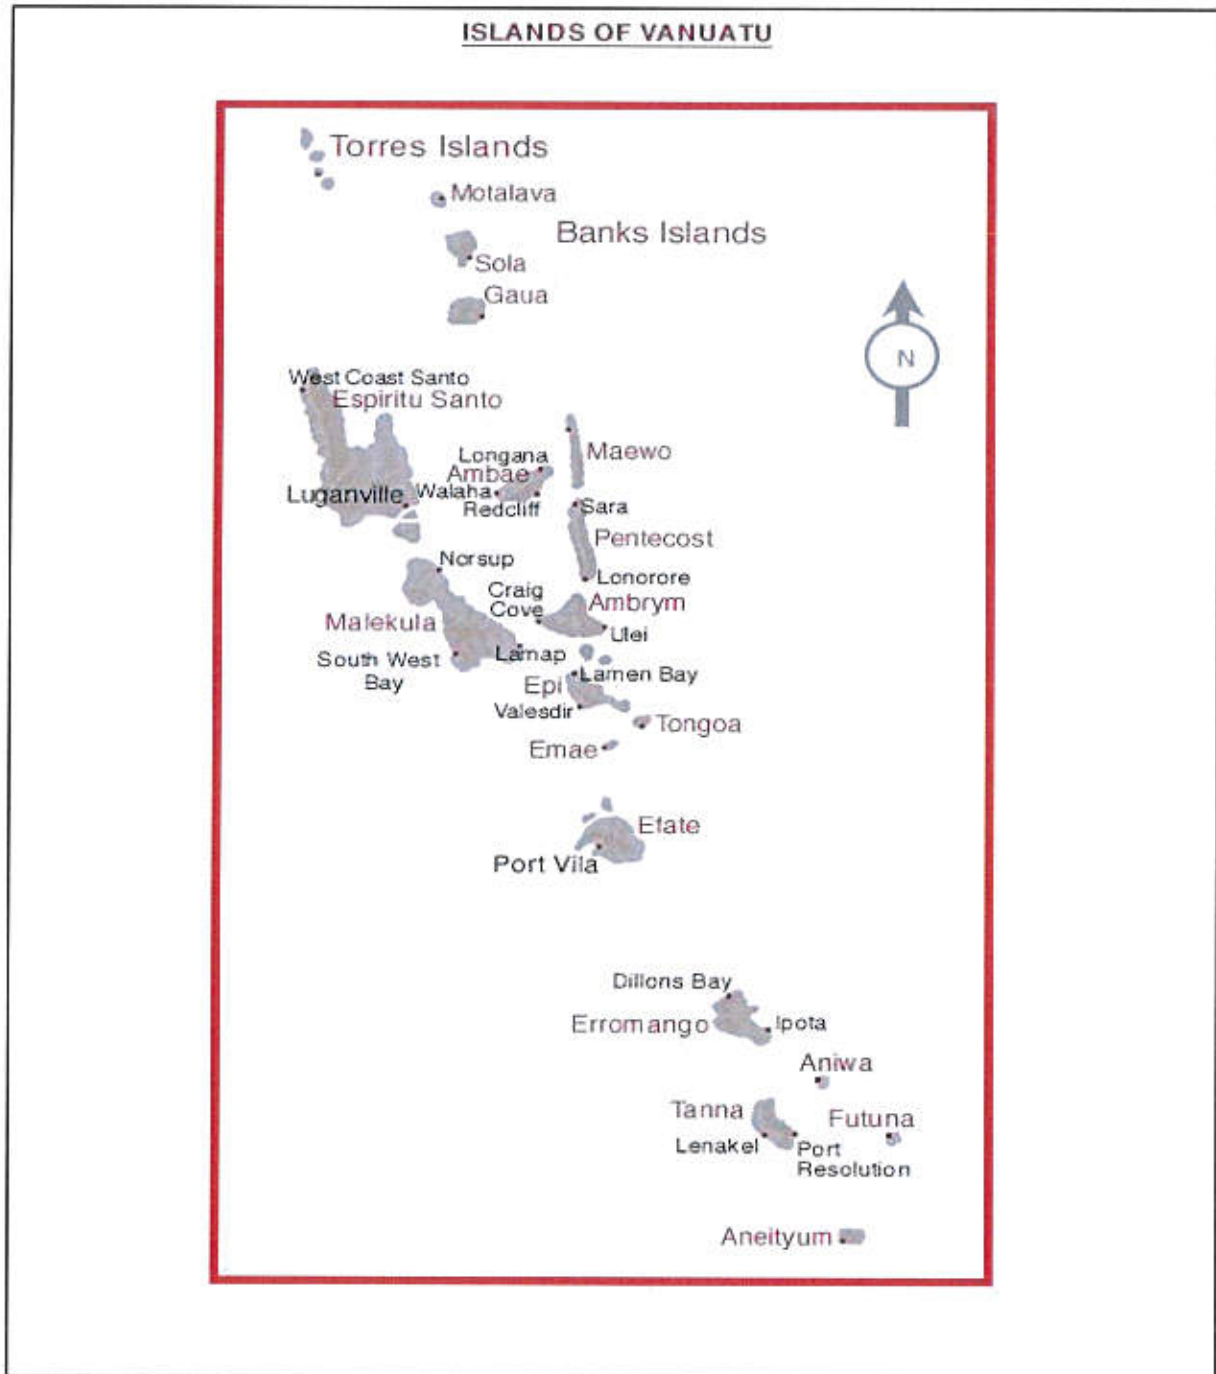 ISLANDS OF VANUATU
Torres Islands
Motalava
Banks Islands
Sola
Gaua
N
West Coast Santo
Espiritu Santo
Maewo
Longana
Ambae
Luganville
Walaha
Redcliff
Sara
Pentecost
Norsup
Lonorore
Craig
Cove
Ambrym
Malekula
Ulei
Lamap
South West
Bay
Lamen Bay
Epi
Valesdir
Tongoa
Emae
Efate
Port Vila
Dillons Bay
Erromango
Ipota
Aniwa
Tanna
Futuna
Lenakel
Port
Resolution
Aneityum